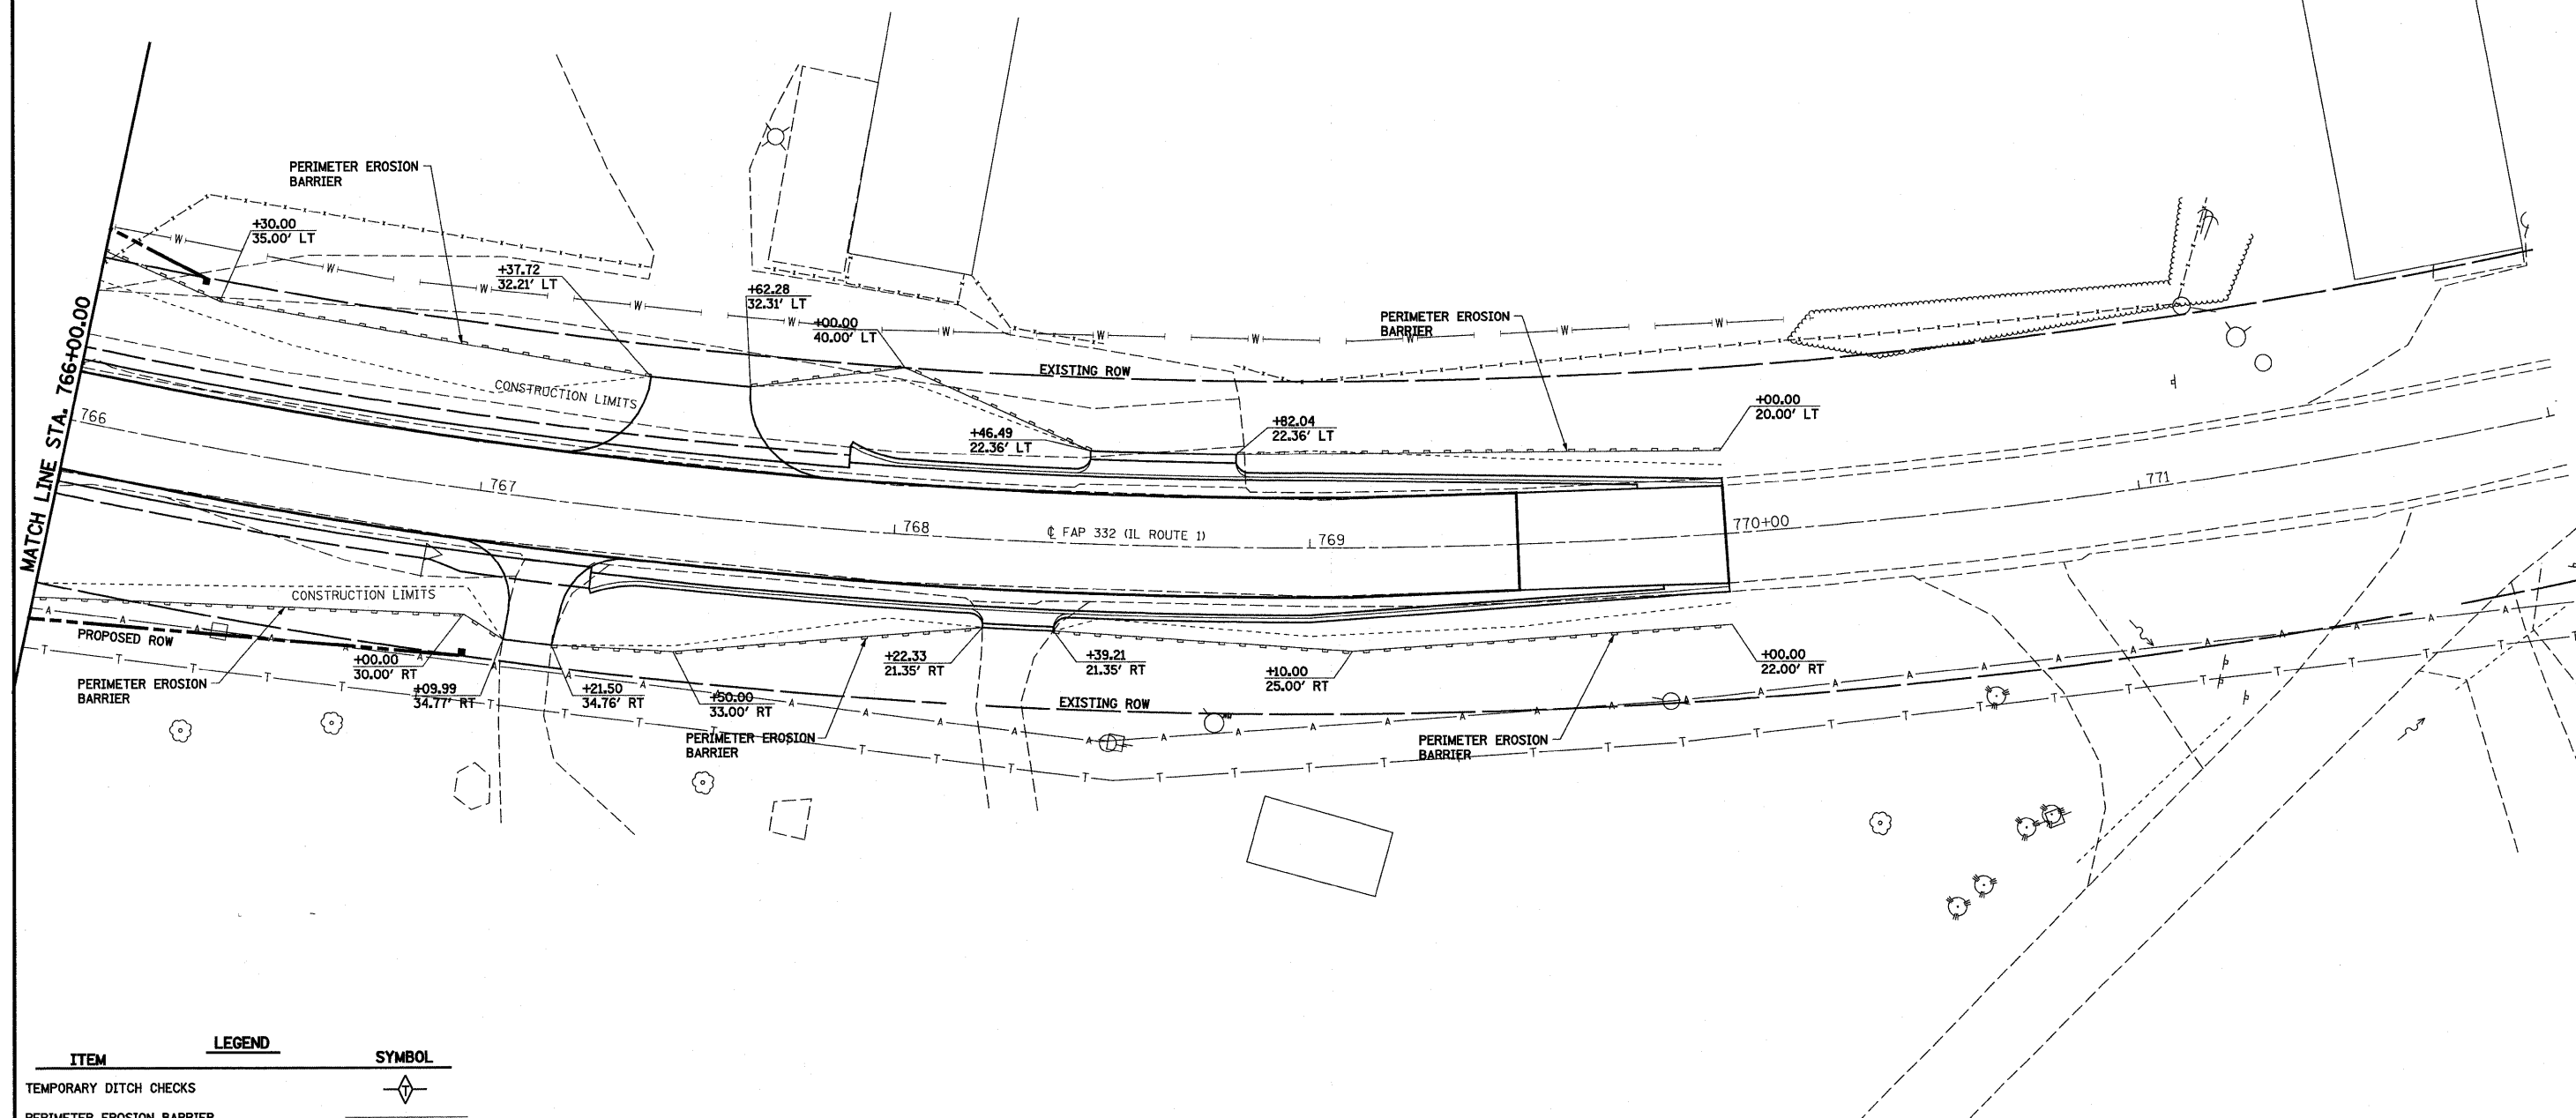 PERIMETER EROSION
BARRIER
+30.00
35.00' LT
W
W
W
W
W
W
W
W
W
W
W
+37.72
32.21' LT
+62.28
32.31' LT
+00.00
40.00' LT
PERIMETER EROSION
BARRIER
EXISTING ROW
CONSTRUCTION LIMITS
+46.49
22.36' LT
+82.04
22.36' LT
+00.00
20.00' LT
MATCH LINE STA. 766+00.00
766
767
768
℄ FAP 332 (IL ROUTE 1)
769
770+00
771
CONSTRUCTION LIMITS
PROPOSED ROW
PERIMETER EROSION
BARRIER
+00.00
30.00' RT
+09.99
34.77' RT
+21.50
34.76' RT
+50.00
33.00' RT
PERIMETER EROSION
BARRIER
+22.33
21.35' RT
+39.21
21.35' RT
EXISTING ROW
+10.00
25.00' RT
PERIMETER EROSION
BARRIER
+00.00
22.00' RT
LEGEND
ITEM SYMBOL
TEMPORARY DITCH CHECKS T
PERIMETER EROSION BARRIER